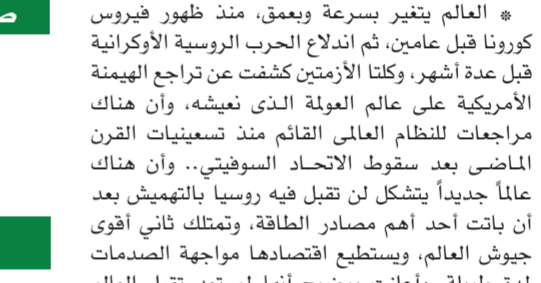 * العالم يتغير بسرعة وبعمق، منذ ظهور فيروس
كورونا قبل عامين، ثم اندلاع الحرب الروسية الأوكرانية
قبل عدة أشهر، وكلتا الأزمتين كشفت عن تراجع الهيمنة
الأمريكية على عالم العولمة الذى نعيشه، وأن هناك
مراجعات للنظام العالمى القائم منذ تسعينيات القرن
الماضـى بعد سقوط الاتحـاد السوفيتي.. وأن هناك
عالماً جديداً يتشكل لن تقبل فيه روسيا بالتهميش بعد
أن باتت أحد أهم مصادر الطاقة، وتمتلك ثاني أقوى
جيوش العالم، ويستطيع اقتصادها مواجهة الصدمات